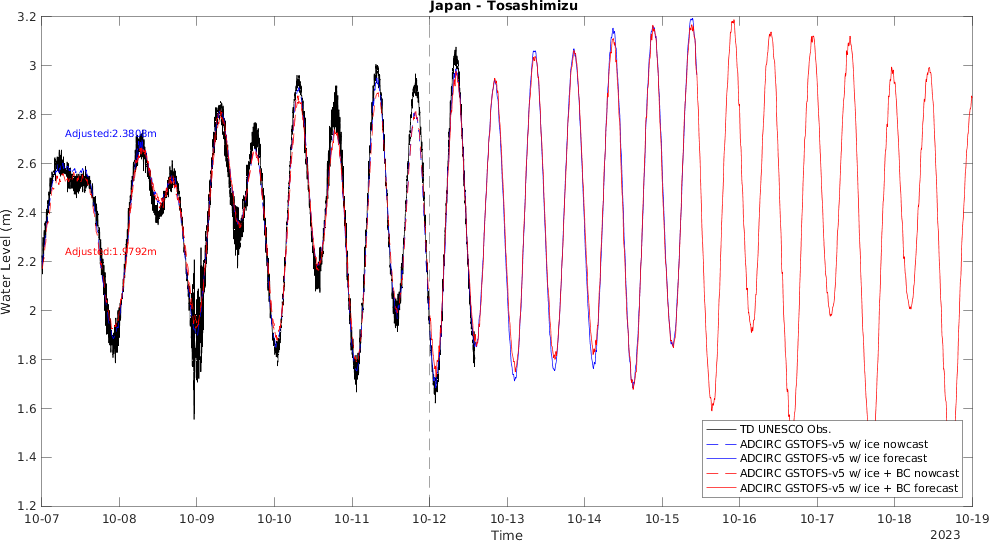 Japan - Tosashimizu
Water Level (m)
3.2
3
2.8
2.6
2.4
2.2
2
1.8
1.6
1.4
1.2
Adjusted:2.3808m
Adjusted:1.9792m
TD UNESCO Obs.
ADCIRC GSTOFS-v5 w/ ice nowcast
ADCIRC GSTOFS-v5 w/ ice forecast
ADCIRC GSTOFS-v5 w/ ice + BC nowcast
ADCIRC GSTOFS-v5 w/ ice + BC forecast
10-07 10-08 10-09 10-10 10-11 10-12 10-13 10-14 10-15 10-16 10-17 10-18 10-19
Time
2023